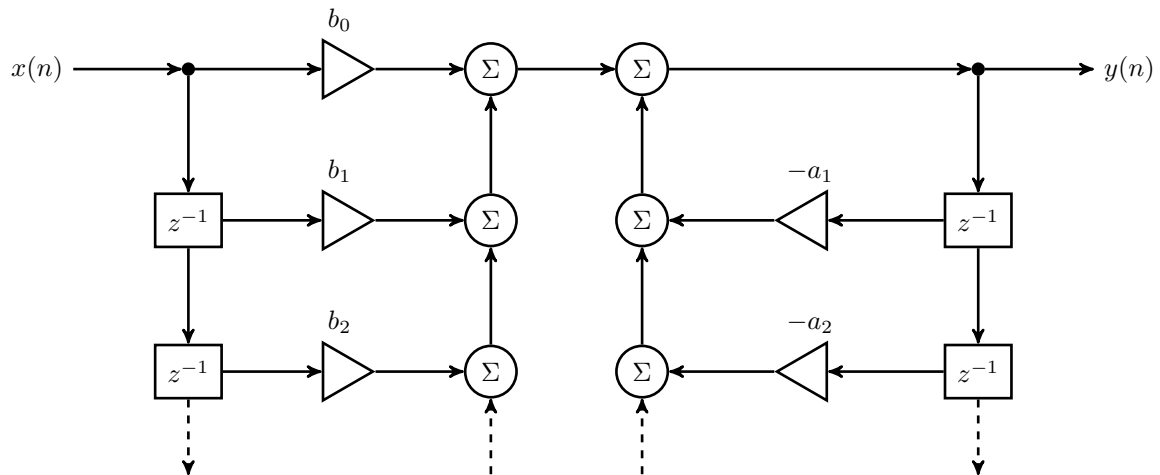 b₀
x(n) Σ Σ y(n)
b₁ −a₁
z⁻¹ Σ Σ z⁻¹
b₂ −a₂
z⁻¹ Σ Σ z⁻¹